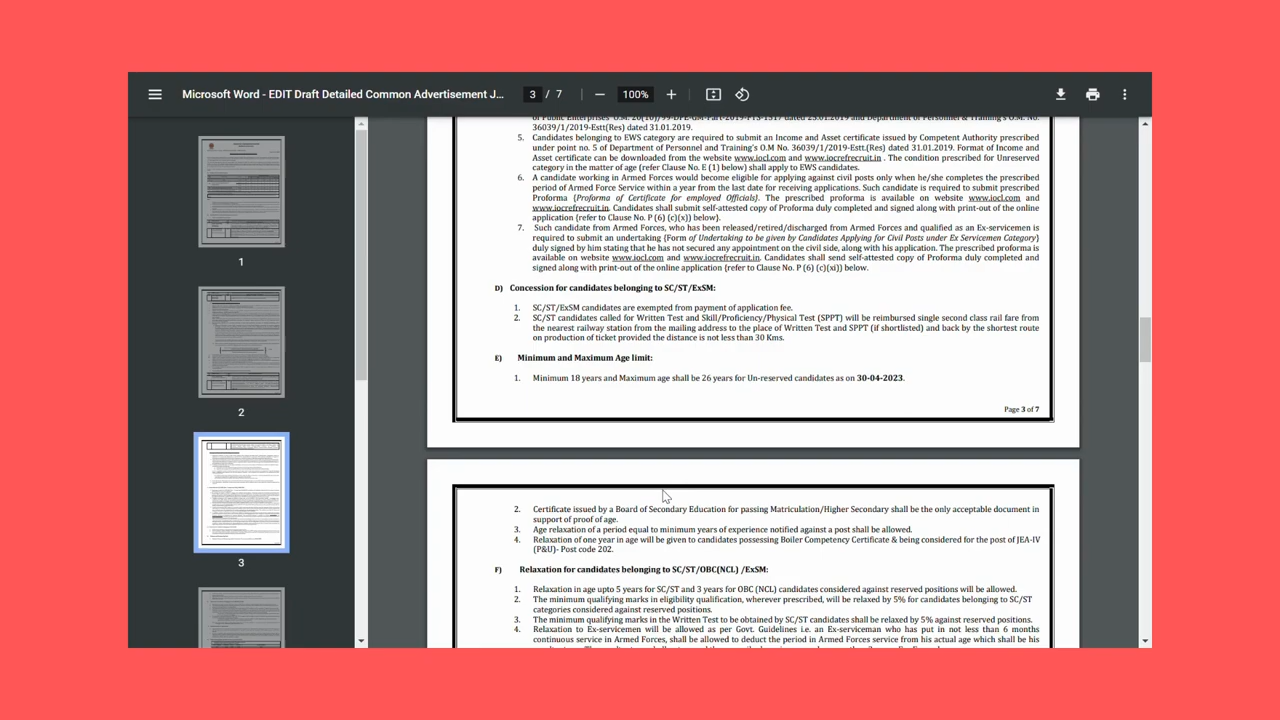 Microsoft Word - EDIT Draft Detailed Common Advertisement J... 3 / 7 100%
of Public Enterprises' O.M. 20(10)/99-DPE-GM-Part-2019-FTS-1517 dated 25.01.2019 and Department of Personnel & Training's O.M. No.
36039/1/2019-Estt(Res) dated 31.01.2019.
5. Candidates belonging to EWS category are required to submit an Income and Asset certificate issued by Competent Authority prescribed
under point no. 5 of Department of Personnel and Training's O.M No. 36039/1/2019-Estt.(Res) dated 31.01.2019. Format of Income and
Asset certificate can be downloaded from the website www.iocl.com and www.iocrefrecruit.in . The condition prescribed for Unreserved
category in the matter of age (refer Clause No. E (1) below) shall apply to EWS candidates.
6. A candidate working in Armed Forces would become eligible for applying against civil posts only when he/she completes the prescribed
period of Armed Force Service within a year from the last date for receiving applications. Such candidate is required to submit prescribed
Proforma {Proforma of Certificate for employed Officials}. The prescribed proforma is available on website www.iocl.com and
www.iocrefrecruit.in. Candidates shall submit self-attested copy of Proforma duly completed and signed along with print-out of the online
application {refer to Clause No. P (6) (c)(x)} below}.
7. Such candidate from Armed Forces, who has been released/retired/discharged from Armed Forces and qualified as an Ex-servicemen is
required to submit an undertaking {Form of Undertaking to be given by Candidates Applying for Civil Posts under Ex Servicemen Category}
duly signed by him stating that he has not secured any appointment on the civil side, along with his application. The prescribed proforma is
available on website www.iocl.com and www.iocrefrecruit.in. Candidates shall send self-attested copy of Proforma duly completed and
signed along with print-out of the online application {refer to Clause No. P (6) (c)(xi)} below.
D) Concession for candidates belonging to SC/ST/ExSM:
1. SC/ST/ExSM candidates are exempted from payment of application fee.
2. SC/ST candidates called for Written Test and Skill/Proficiency/Physical Test (SPPT) will be reimbursed single second class rail fare from
the nearest railway station from the mailing address to the place of Written Test and SPPT (if shortlisted) and back by the shortest route
on production of ticket provided the distance is not less than 30 Kms.
E) Minimum and Maximum Age limit:
1. Minimum 18 years and Maximum age shall be 26 years for Un-reserved candidates as on 30-04-2023.
Page 3 of 7
2. Certificate issued by a Board of Secondary Education for passing Matriculation/Higher Secondary shall be the only acceptable document in
support of proof of age.
3. Age relaxation of a period equal to minimum years of experience notified against a post shall be allowed.
4. Relaxation of one year in age will be given to candidates possessing Boiler Competency Certificate & being considered for the post of JEA-IV
(P&U)- Post code 202.
F) Relaxation for candidates belonging to SC/ST/OBC(NCL) /ExSM:
1. Relaxation in age upto 5 years for SC/ST and 3 years for OBC (NCL) candidates considered against reserved positions will be allowed.
2. The minimum qualifying marks in eligibility qualification, wherever prescribed, will be relaxed by 5% for candidates belonging to SC/ST
categories considered against reserved positions.
3. The minimum qualifying marks in the Written Test to be obtained by SC/ST candidates shall be relaxed by 5% against reserved positions.
4. Relaxation to Ex-servicemen will be allowed as per Govt. Guidelines i.e. an Ex-serviceman who has put in not less than 6 months
continuous service in Armed Forces, shall be allowed to deduct the period in Armed Forces service from his actual age which shall be his
1
2
3